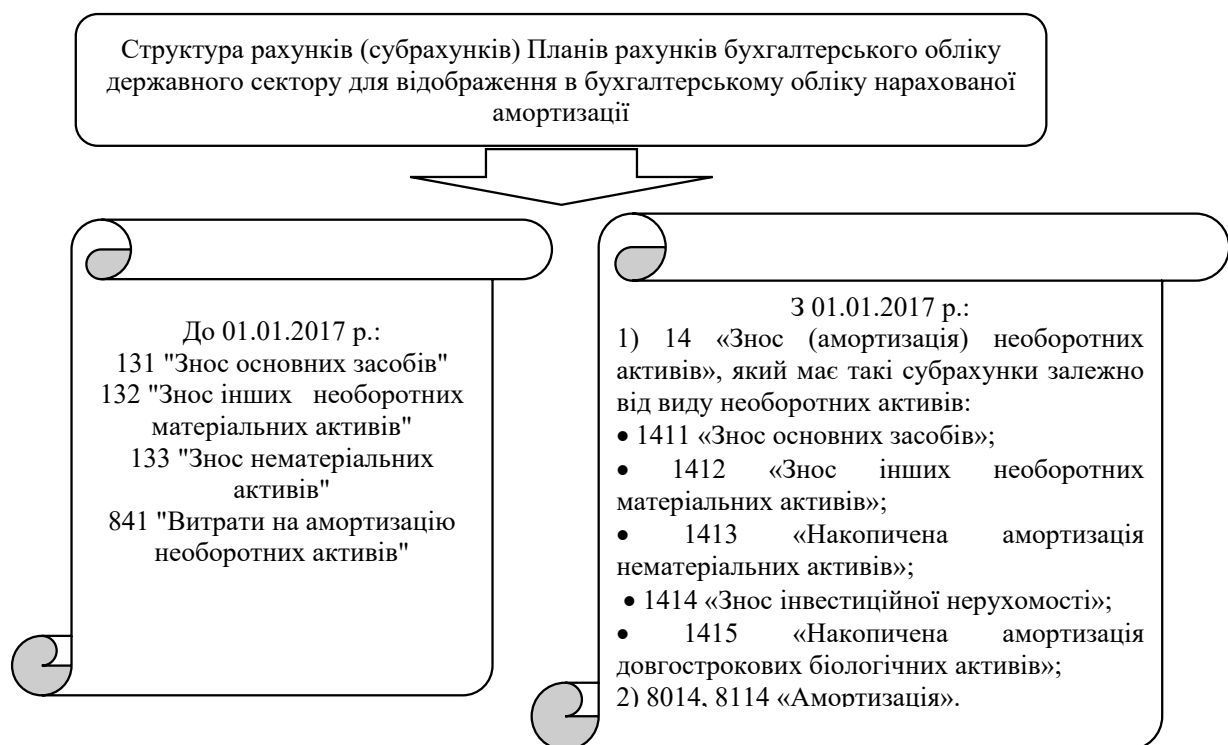 Структура рахунків (субрахунків) Планів рахунків бухгалтерського обліку
державного сектору для відображення в бухгалтерському обліку нарахованої
амортизації
До 01.01.2017 р.:
131 "Знос основних засобів"
132 "Знос інших необоротних
матеріальних активів"
133 "Знос нематеріальних
активів"
841 "Витрати на амортизацію
необоротних активів"
З 01.01.2017 р.:
1) 14 «Знос (амортизація) необоротних
активів», який має такі субрахунки залежно
від виду необоротних активів:
• 1411 «Знос основних засобів»;
• 1412 «Знос інших необоротних
матеріальних активів»;
• 1413 «Накопичена амортизація
нематеріальних активів»;
• 1414 «Знос інвестиційної нерухомості»;
• 1415 «Накопичена амортизація
довгострокових біологічних активів»;
2) 8014, 8114 «Амортизація».